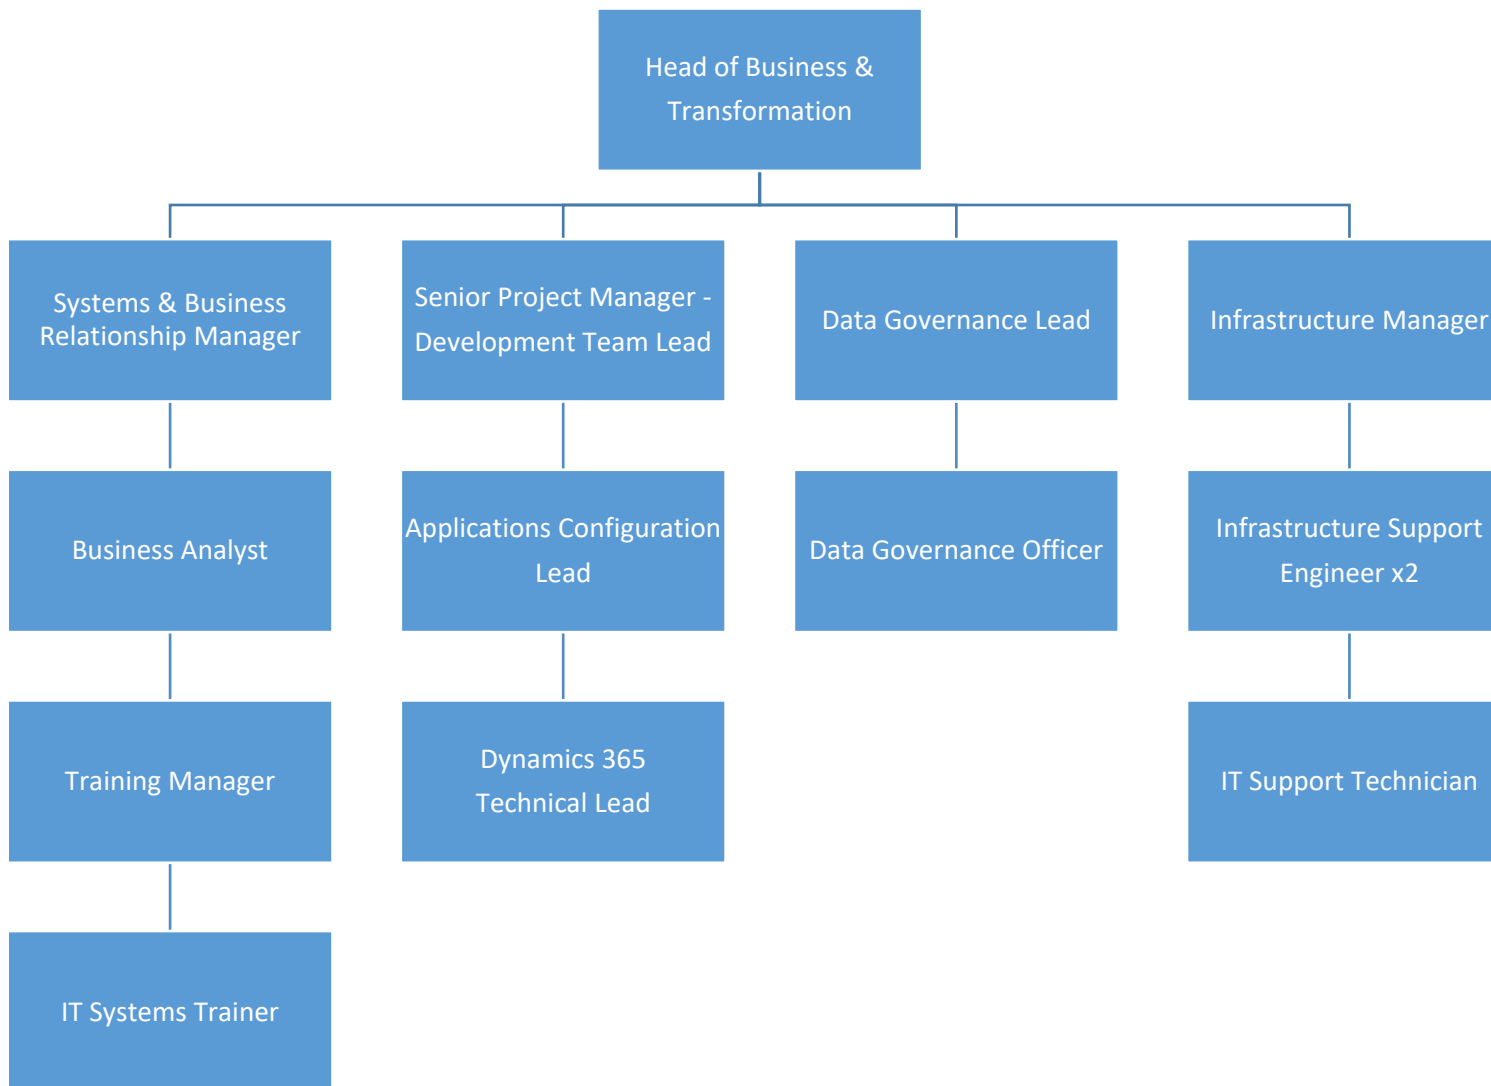 Head of Business &
Transformation
Systems & Business
Relationship Manager
Senior Project Manager -
Development Team Lead
Data Governance Lead
Infrastructure Manager
Business Analyst
Applications Configuration
Lead
Data Governance Officer
Infrastructure Support
Engineer x2
Training Manager
Dynamics 365
Technical Lead
IT Support Technician
IT Systems Trainer